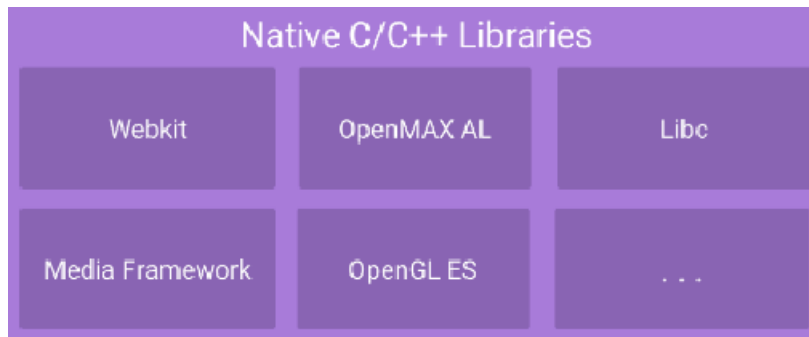 Native C/C++ Libraries
Webkit
OpenMAX AL
Libc
Media Framework
OpenGL ES
. . .